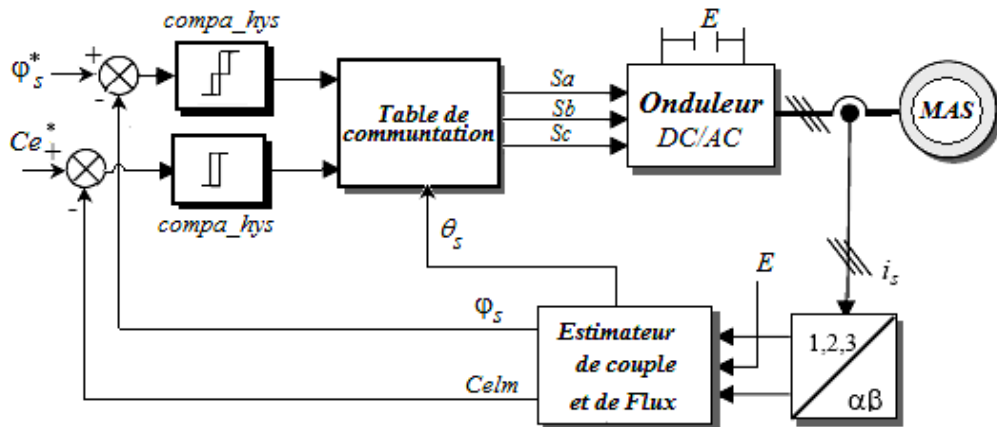 compa_hys
E
φs*
+
-
Sa
Sb
Sc
Table de
communtation
Onduleur
DC/AC
MAS
Ce*
+
-
compa_hys
θs
E
is
φs
Estimateur
de couple
et de Flux
1,2,3
αβ
Celm